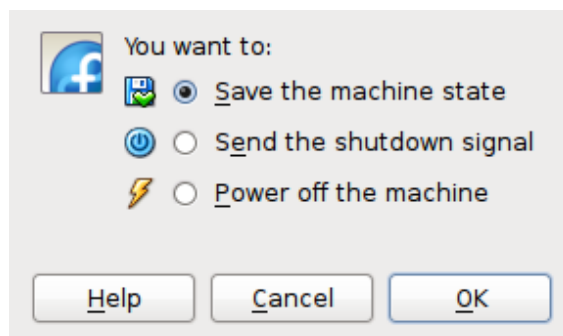 You want to:
Save the machine state
Send the shutdown signal
Power off the machine
Help Cancel OK